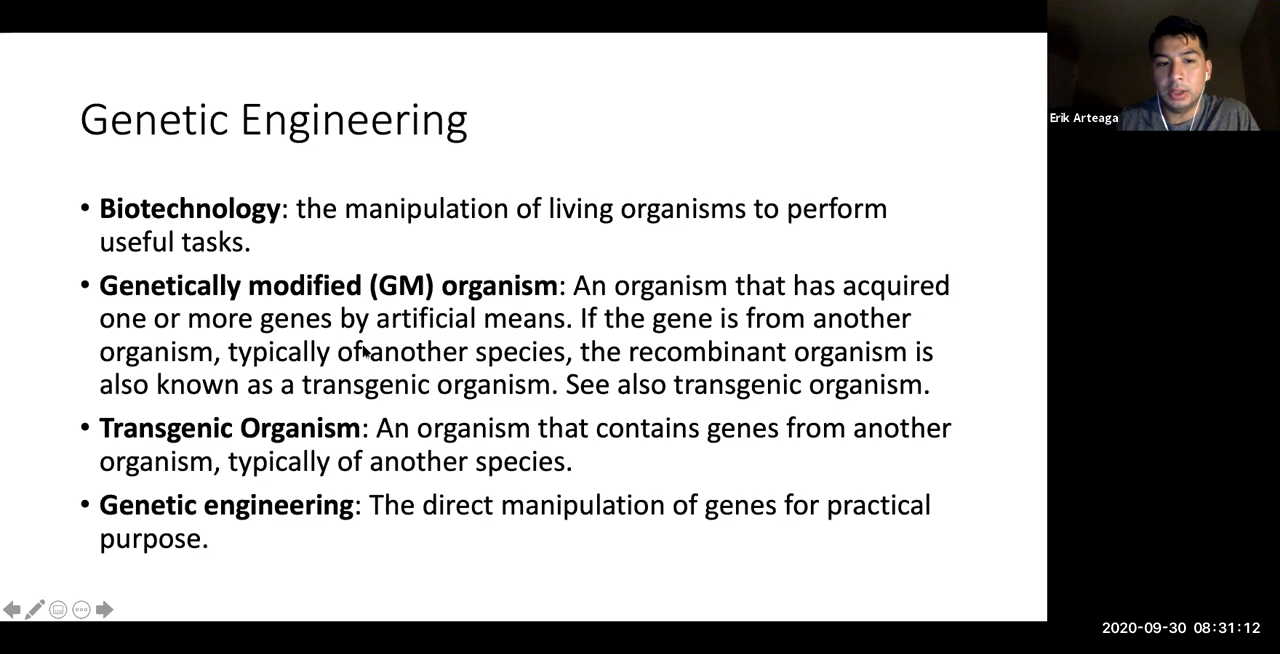 Genetic Engineering
• Biotechnology: the manipulation of living organisms to perform
useful tasks.
• Genetically modified (GM) organism: An organism that has acquired
one or more genes by artificial means. If the gene is from another
organism, typically of another species, the recombinant organism is
also known as a transgenic organism. See also transgenic organism.
• Transgenic Organism: An organism that contains genes from another
organism, typically of another species.
• Genetic engineering: The direct manipulation of genes for practical
purpose.
Erik Arteaga
2020-09-30 08:31:12